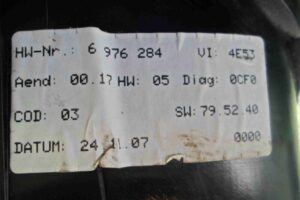 HW-Nr.: 6 976 284 VI: 4E53
Aend: 00.17 HW: 05 Diag: 0CF0
COD: 03 SW: 79.52.40
DATUM: 24.11.07 0000